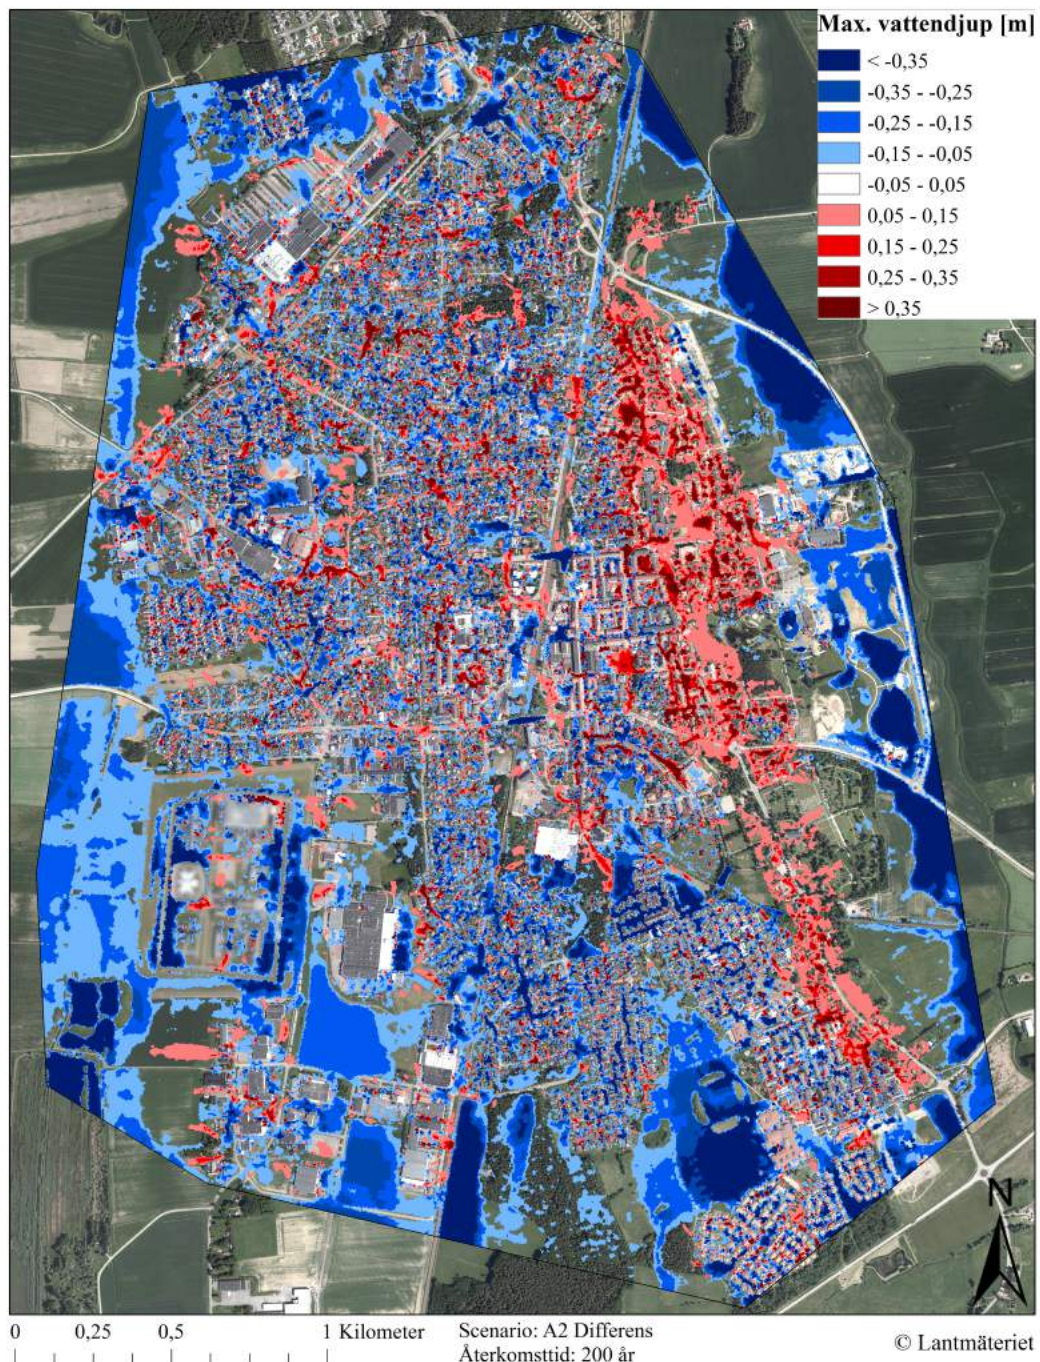 Max. vattendjup [m]
< -0,35
-0,35 - -0,25
-0,25 - -0,15
-0,15 - -0,05
-0,05 - 0,05
0,05 - 0,15
0,15 - 0,25
0,25 - 0,35
> 0,35
N
0 0,25 0,5 1 Kilometer
Scenario: A2 Differens
Återkomsttid: 200 år
© Lantmäteriet